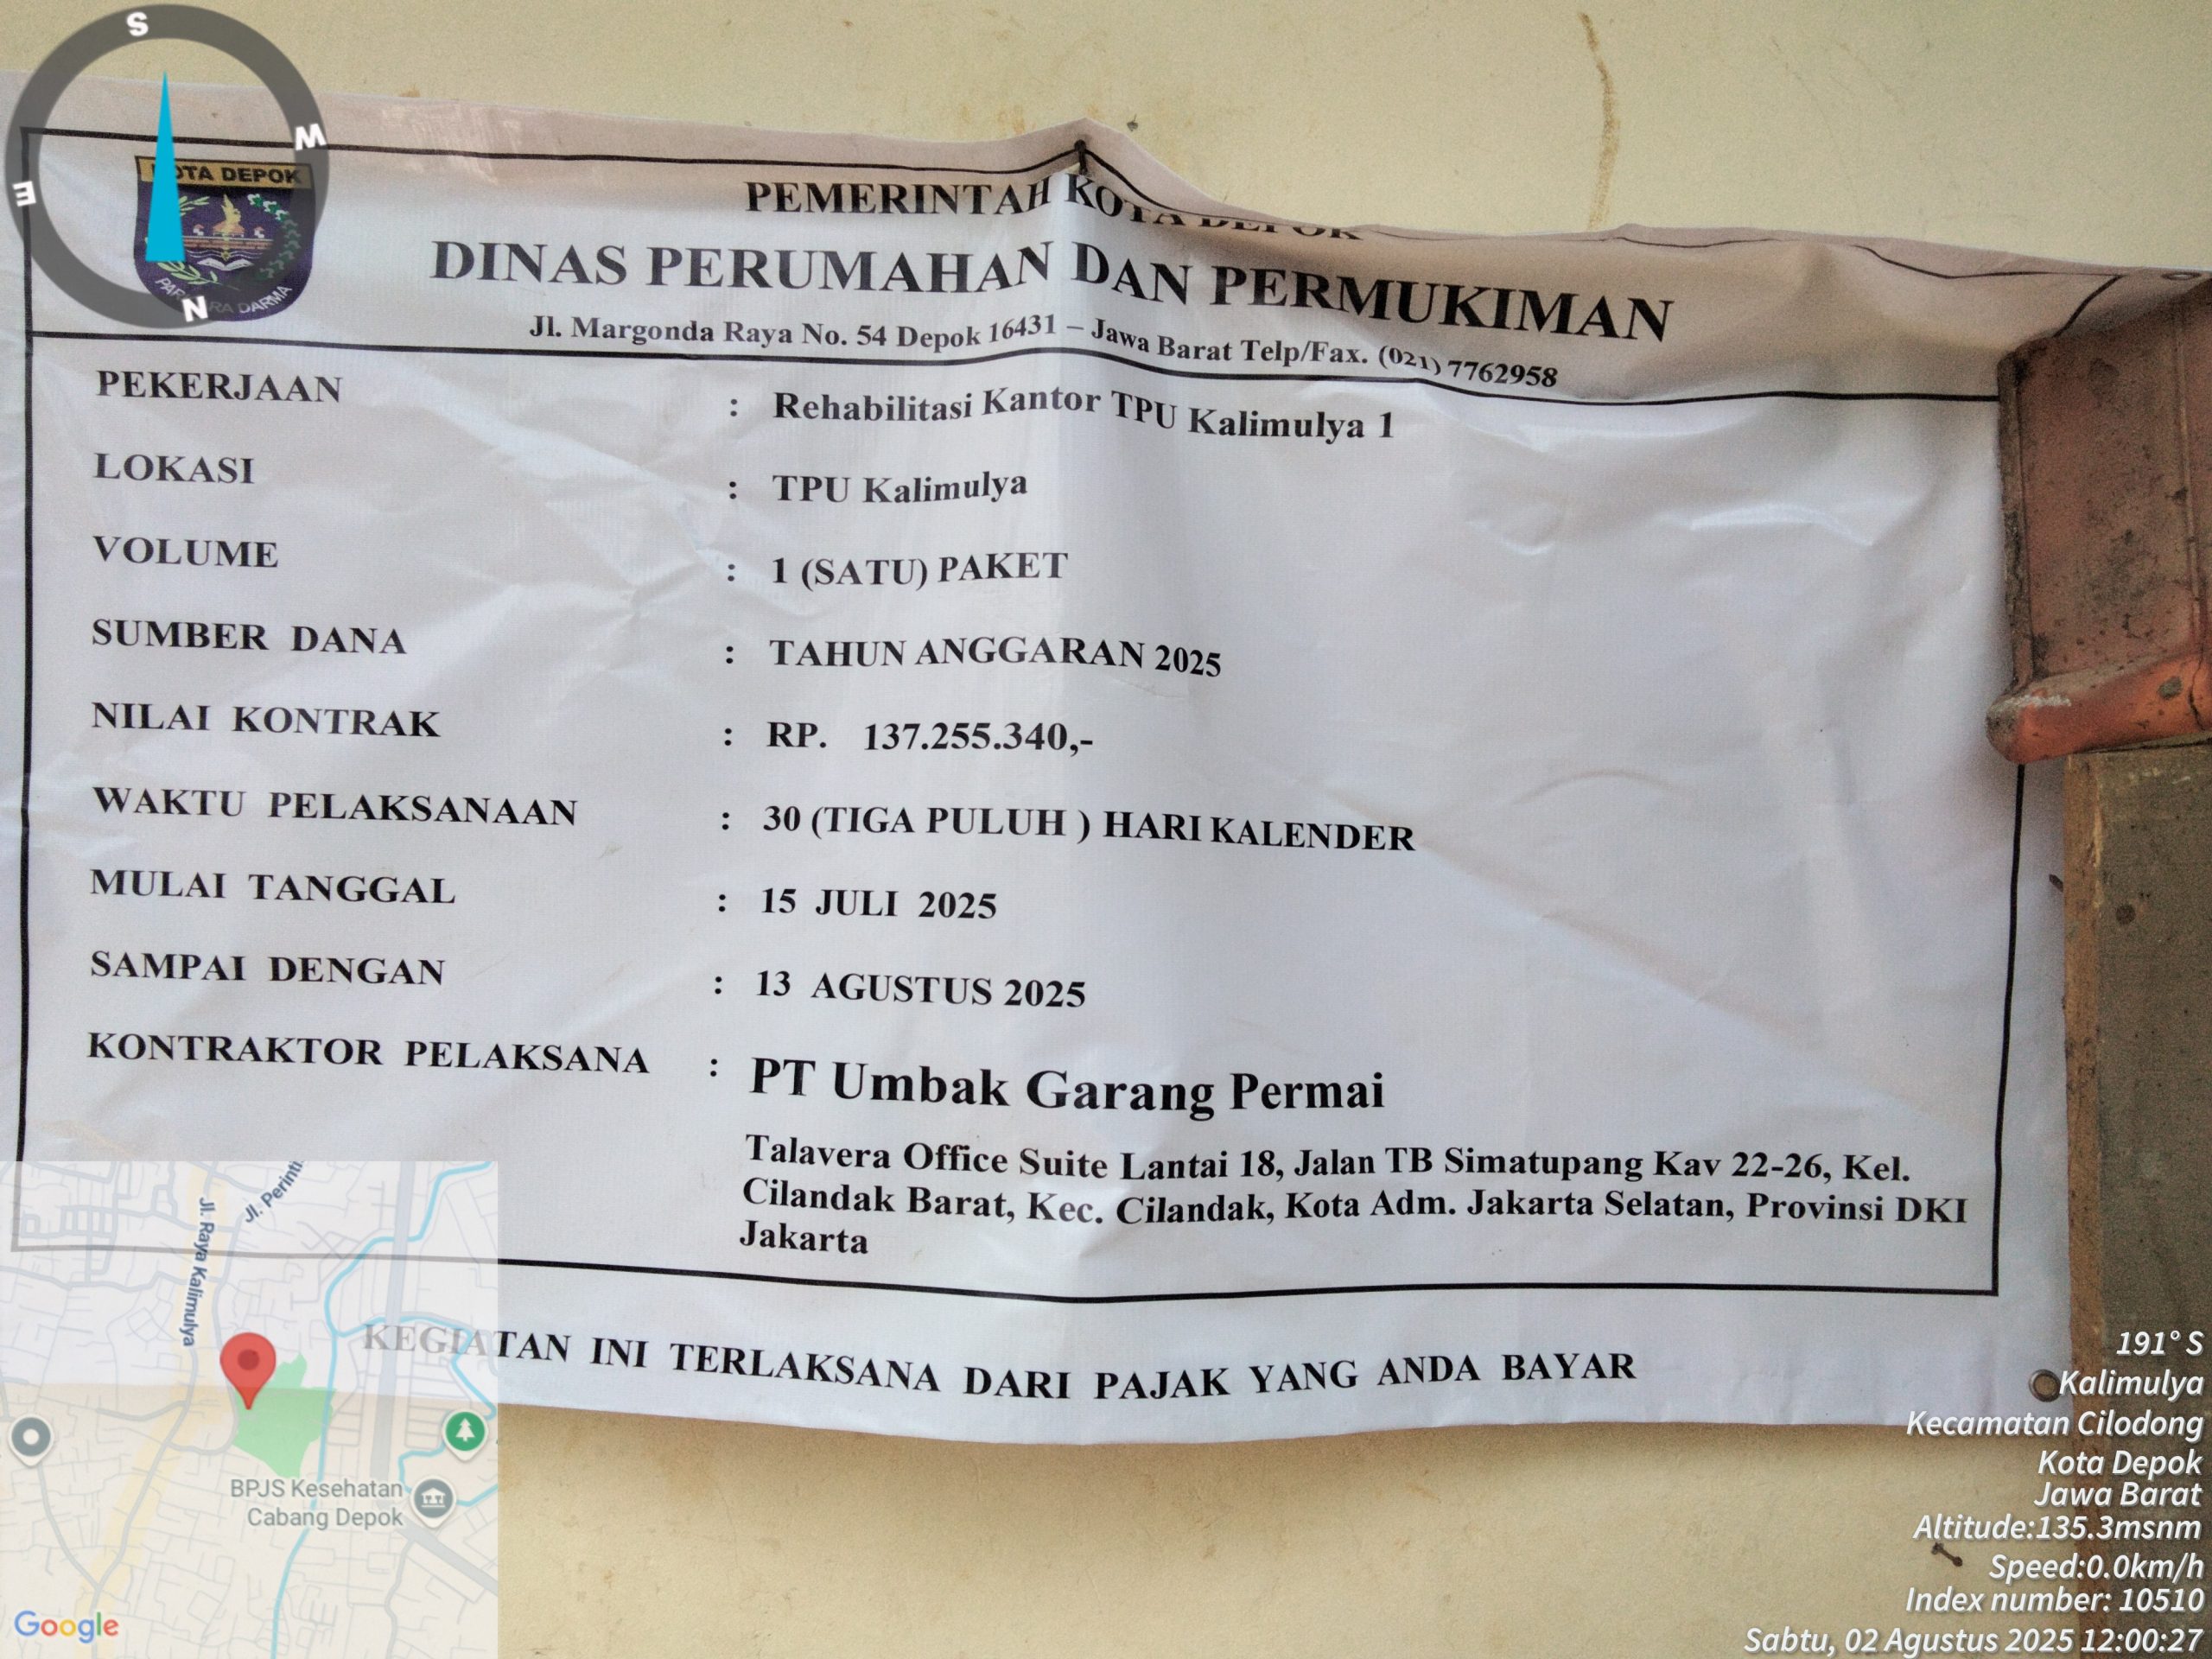 S
W
E
N
KOTA DEPOK
PEMERINTAH KOTA DEPOK
DINAS PERUMAHAN DAN PERMUKIMAN
Jl. Margonda Raya No. 54 Depok 16431 – Jawa Barat Telp/Fax. (021) 7762958
PEKERJAAN : Rehabilitasi Kantor TPU Kalimulya 1
LOKASI : TPU Kalimulya
VOLUME : 1 (SATU) PAKET
SUMBER DANA : TAHUN ANGGARAN 2025
NILAI KONTRAK : RP. 137.255.340,-
WAKTU PELAKSANAAN : 30 (TIGA PULUH ) HARI KALENDER
MULAI TANGGAL : 15 JULI 2025
SAMPAI DENGAN : 13 AGUSTUS 2025
KONTRAKTOR PELAKSANA : PT Umbak Garang Permai
Talavera Office Suite Lantai 18, Jalan TB Simatupang Kav 22-26, Kel.
Cilandak Barat, Kec. Cilandak, Kota Adm. Jakarta Selatan, Provinsi DKI
Jakarta
KEGIATAN INI TERLAKSANA DARI PAJAK YANG ANDA BAYAR
Jl. Raya Kalimulya
Jl. Perinti
BPJS Kesehatan
Cabang Depok
Google
191° S
Kalimulya
Kecamatan Cilodong
Kota Depok
Jawa Barat
Altitude:135.3msnm
Speed:0.0km/h
Index number: 10510
Sabtu, 02 Agustus 2025 12:00:27